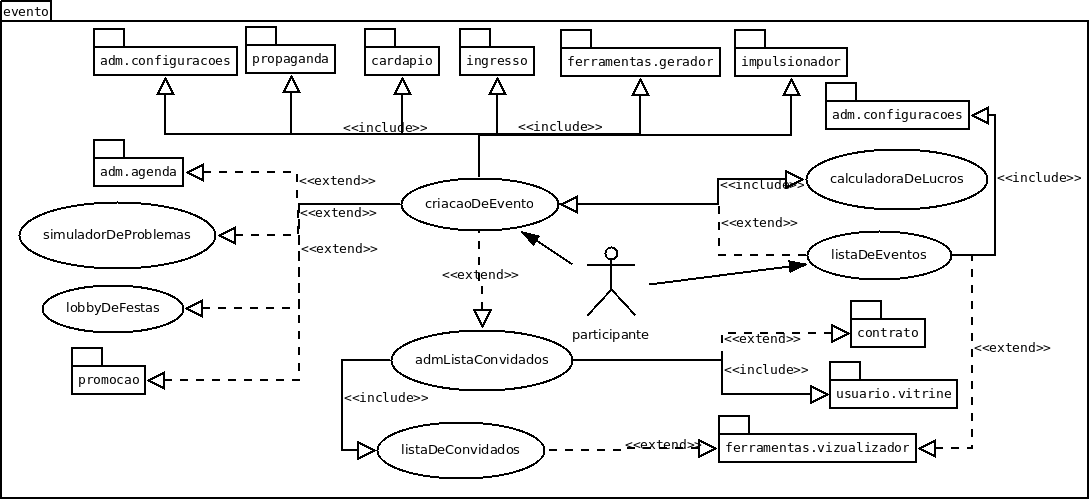 evento
adm.configuracoes
propaganda
cardapio
ingresso
ferramentas.gerador
impulsionador
adm.configuracoes
<<include>>
<<include>>
adm.agenda
<<extend>>
<<include>>
calculadoraDeLucros
<<include>>
criacaoDeEvento
<<extend>>
<<extend>>
simuladorDeProblemas
<<extend>>
listaDeEventos
<<extend>>
lobbyDeFestas
participante
contrato
<<extend>>
<<extend>>
admListaConvidados
<<include>>
promocao
usuario.vitrine
<<include>>
<<extend>>
listaDeConvidados
ferramentas.vizualizador